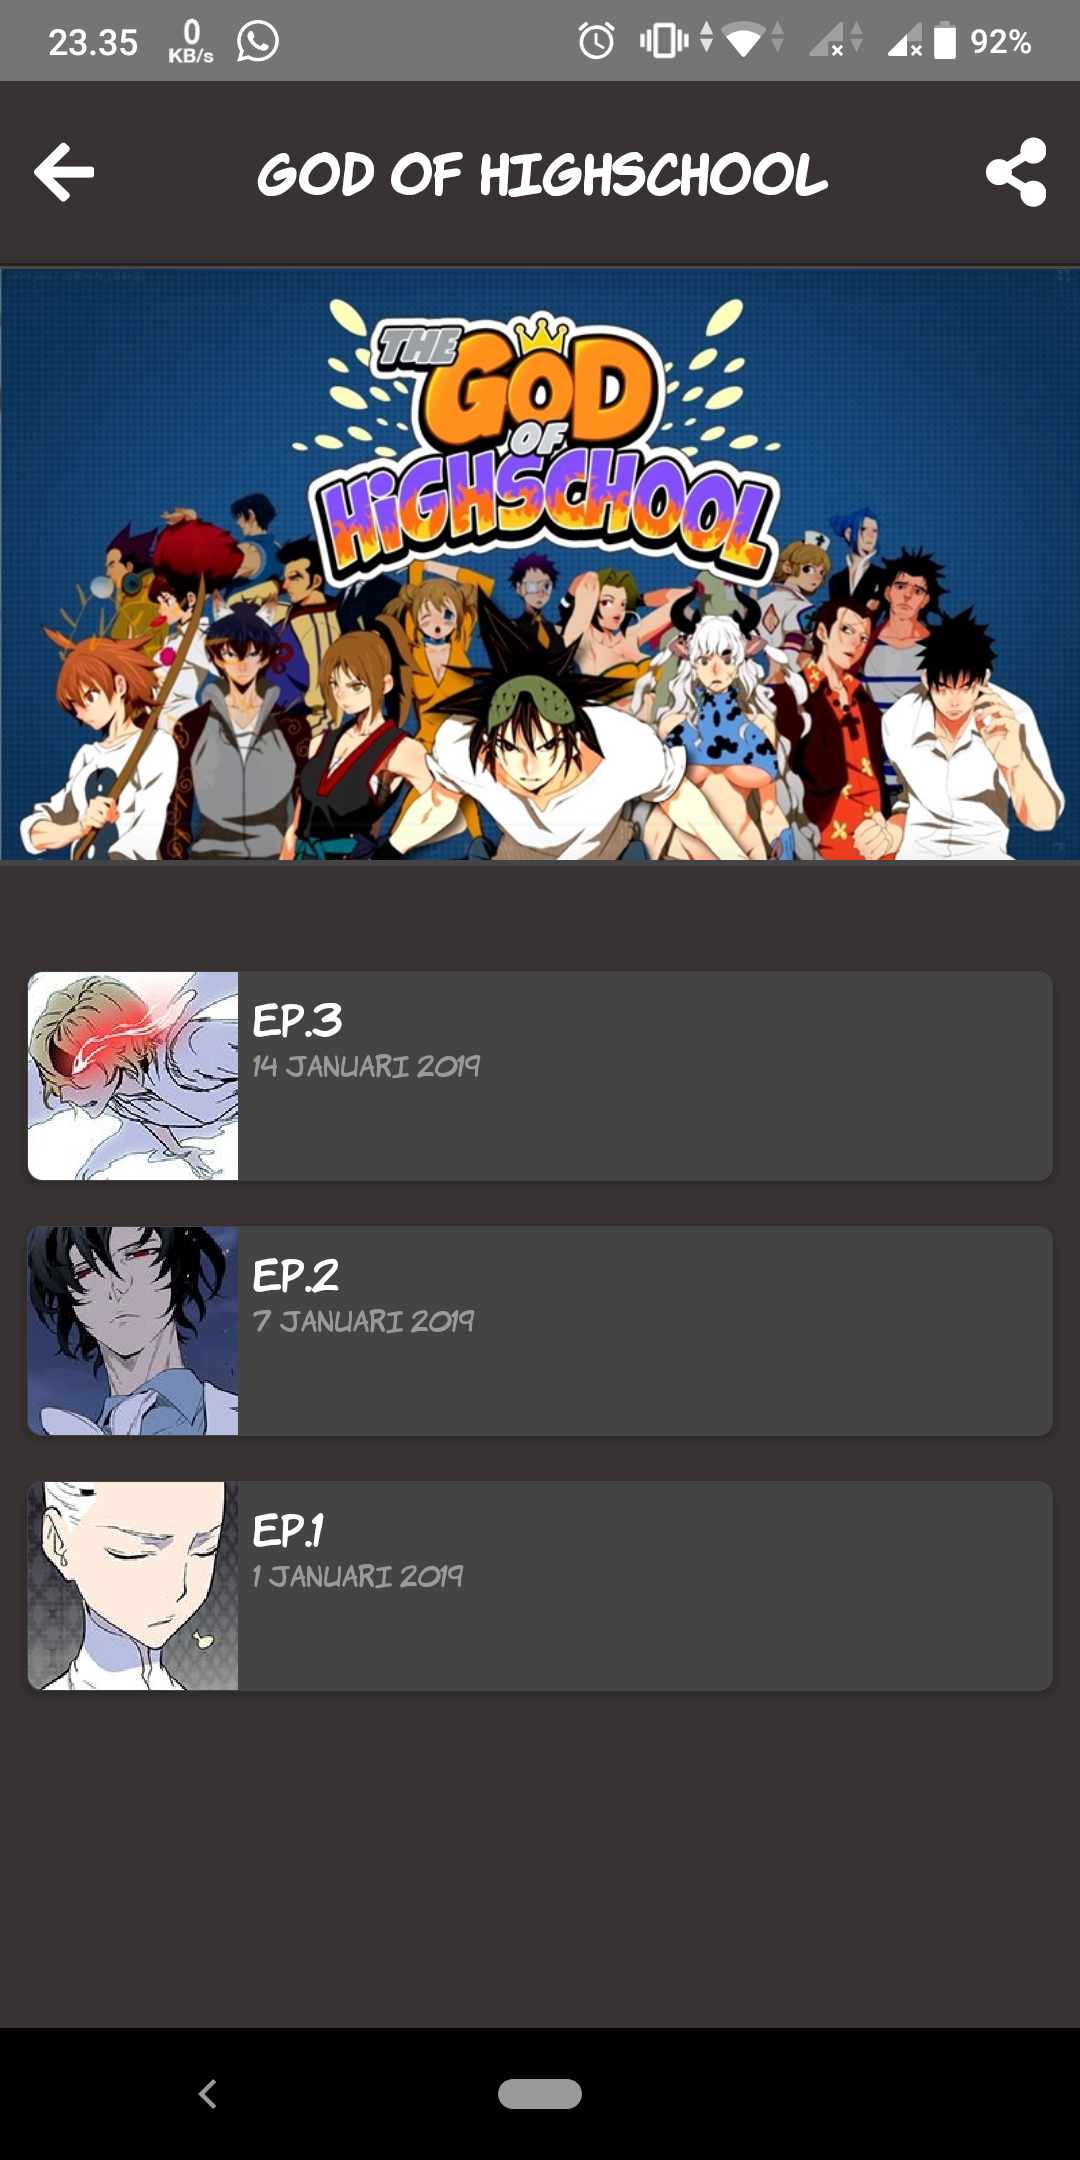 23.35
0
KB/s
92%
GOD OF HIGHSCHOOL
THE
GOD
OF
HiGHSCHOOL
EP.3
14 JANUARI 2019
EP.2
7 JANUARI 2019
EP.1
1 JANUARI 2019